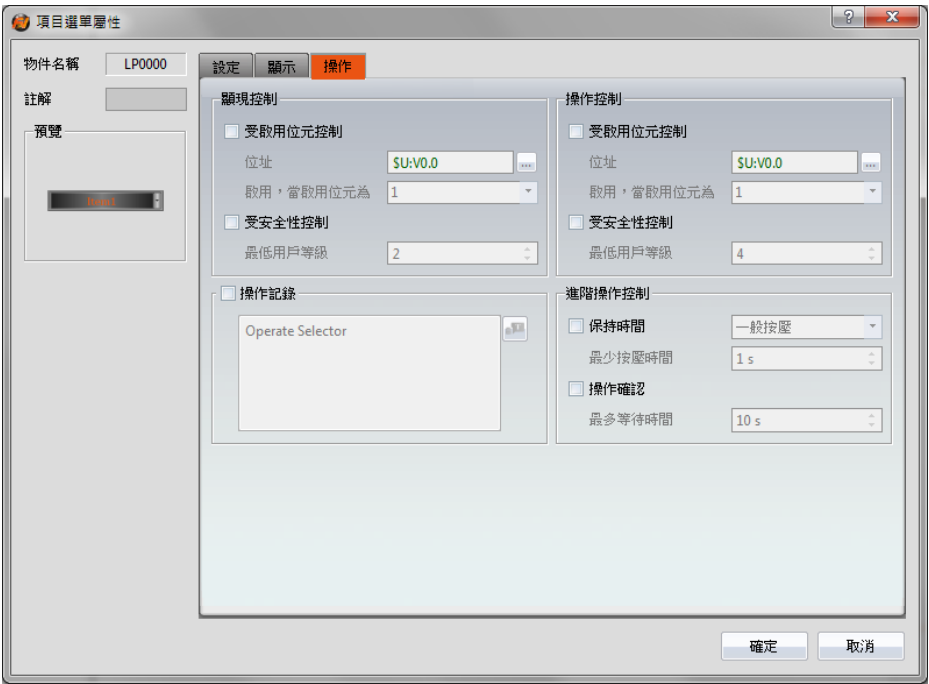 項目選單屬性
?
物件名稱 LP0000
註解
預覽
Item1
設定 顯示 操作
顯現控制
受啟用位元控制
位址 $U:V0.0 ...
啟用，當啟用位元為 1
受安全性控制
最低用戶等級 2
操作控制
受啟用位元控制
位址 $U:V0.0 ...
啟用，當啟用位元為 1
受安全性控制
最低用戶等級 4
操作記錄
Operate Selector
進階操作控制
保持時間 一般按壓
最少按壓時間 1 s
操作確認
最多等待時間 10 s
確定 取消